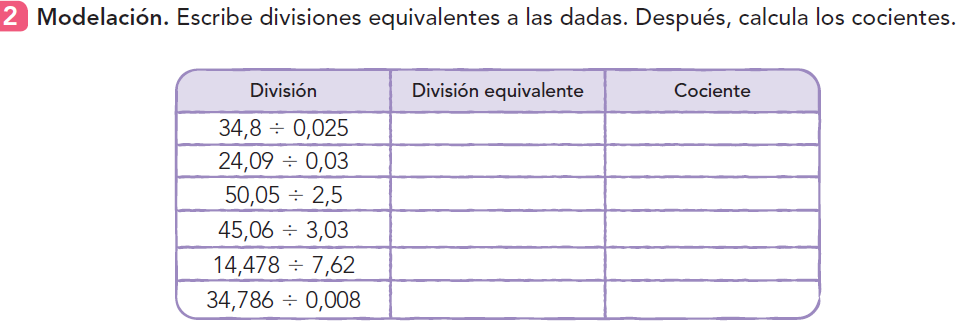 2 Modelación. Escribe divisiones equivalentes a las dadas. Después, calcula los cocientes.
División División equivalente Cociente
34,8 ÷ 0,025
24,09 ÷ 0,03
50,05 ÷ 2,5
45,06 ÷ 3,03
14,478 ÷ 7,62
34,786 ÷ 0,008